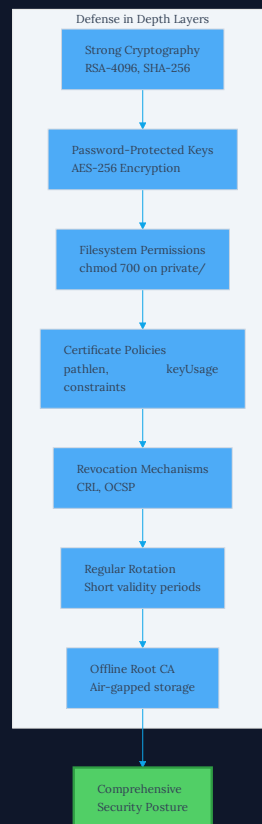 Defense in Depth Layers
Strong Cryptography
RSA-4096, SHA-256
Password-Protected Keys
AES-256 Encryption
Filesystem Permissions
chmod 700 on private/
Certificate Policies
pathlen, keyUsage
constraints
Revocation Mechanisms
CRL, OCSP
Regular Rotation
Short validity periods
Offline Root CA
Air-gapped storage
Comprehensive
Security Posture